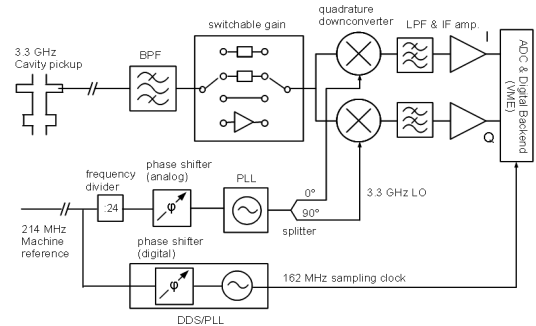 quadrature
downconverter
switchable gain
LPF & IF amp.
3.3 GHz
Cavity pickup
BPF
I
ADC & Digital Backend
(VME)
Q
frequency
divider
phase shifter
(analog)
PLL
:24
φ
0°
90°
splitter
3.3 GHz LO
214 MHz
Machine
reference
phase shifter
(digital)
φ
162 MHz sampling clock
DDS/PLL